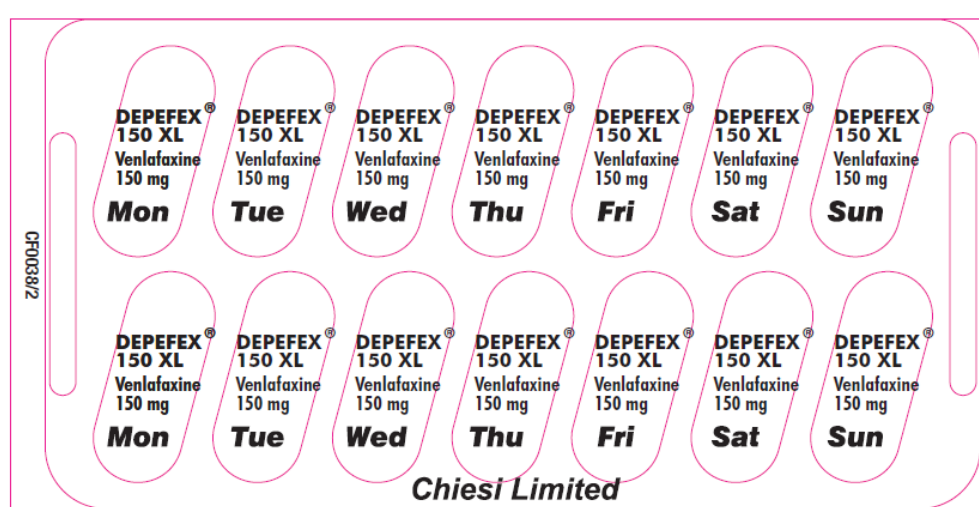 DEPEFEX® DEPEFEX® DEPEFEX® DEPEFEX® DEPEFEX® DEPEFEX® DEPEFEX®
150 XL 150 XL 150 XL 150 XL 150 XL 150 XL 150 XL
Venlafaxine Venlafaxine Venlafaxine Venlafaxine Venlafaxine Venlafaxine Venlafaxine
150 mg 150 mg 150 mg 150 mg 150 mg 150 mg 150 mg
Mon Tue Wed Thu Fri Sat Sun
CF0038/2
DEPEFEX® DEPEFEX® DEPEFEX® DEPEFEX® DEPEFEX® DEPEFEX® DEPEFEX®
150 XL 150 XL 150 XL 150 XL 150 XL 150 XL 150 XL
Venlafaxine Venlafaxine Venlafaxine Venlafaxine Venlafaxine Venlafaxine Venlafaxine
150 mg 150 mg 150 mg 150 mg 150 mg 150 mg 150 mg
Mon Tue Wed Thu Fri Sat Sun
Chiesi Limited